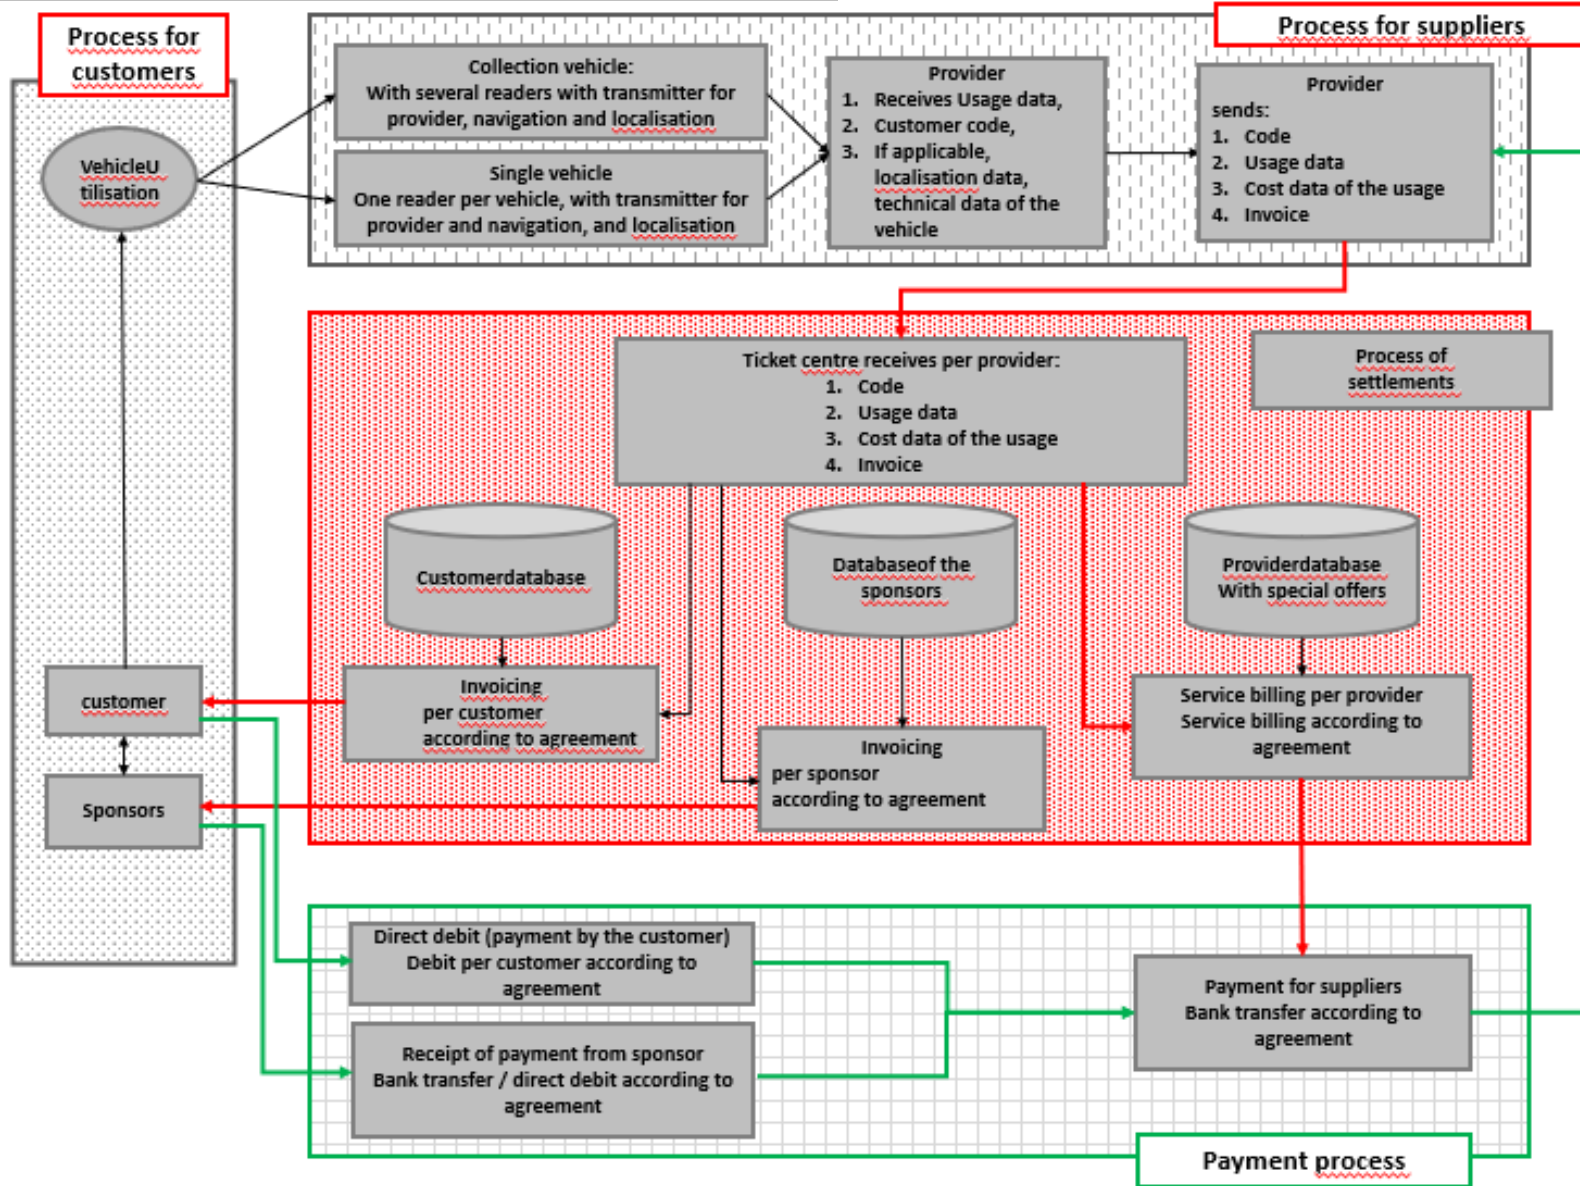 Process for
customers
Process for suppliers
VehicleU
tilisation
Collection vehicle:
With several readers with transmitter for
provider, navigation and localisation
Single vehicle
One reader per vehicle, with transmitter for
provider and navigation, and localisation
Provider
1. Receives Usage data,
2. Customer code,
3. If applicable,
localisation data,
technical data of the
vehicle
Provider
sends:
1. Code
2. Usage data
3. Cost data of the usage
4. Invoice
Ticket centre receives per provider:
1. Code
2. Usage data
3. Cost data of the usage
4. Invoice
Process of
settlements
Customerdatabase
Databaseof the
sponsors
Providerdatabase
With special offers
customer
Sponsors
Invoicing
per customer
according to agreement
Invoicing
per sponsor
according to agreement
Service billing per provider
Service billing according to
agreement
Direct debit (payment by the customer)
Debit per customer according to
agreement
Receipt of payment from sponsor
Bank transfer / direct debit according to
agreement
Payment for suppliers
Bank transfer according to
agreement
Payment process